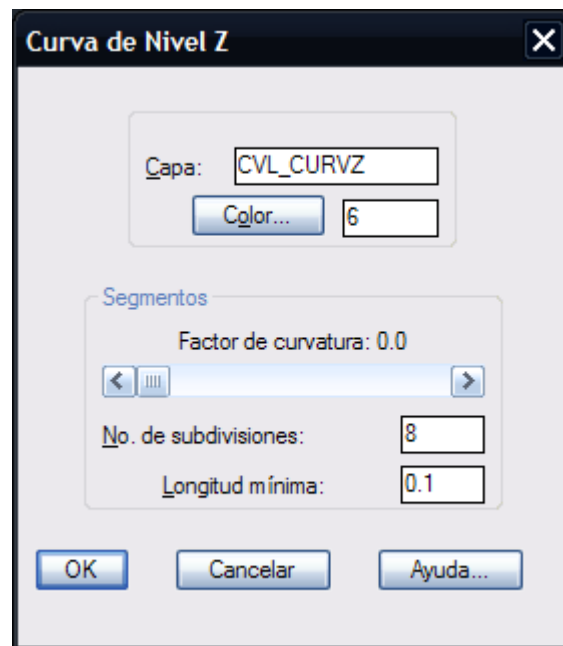 Curva de Nivel Z
Capa: CVL_CURVZ
Color... 6
Segmentos
Factor de curvatura: 0.0
No. de subdivisiones: 8
Longitud mínima: 0.1
OK Cancelar Ayuda...